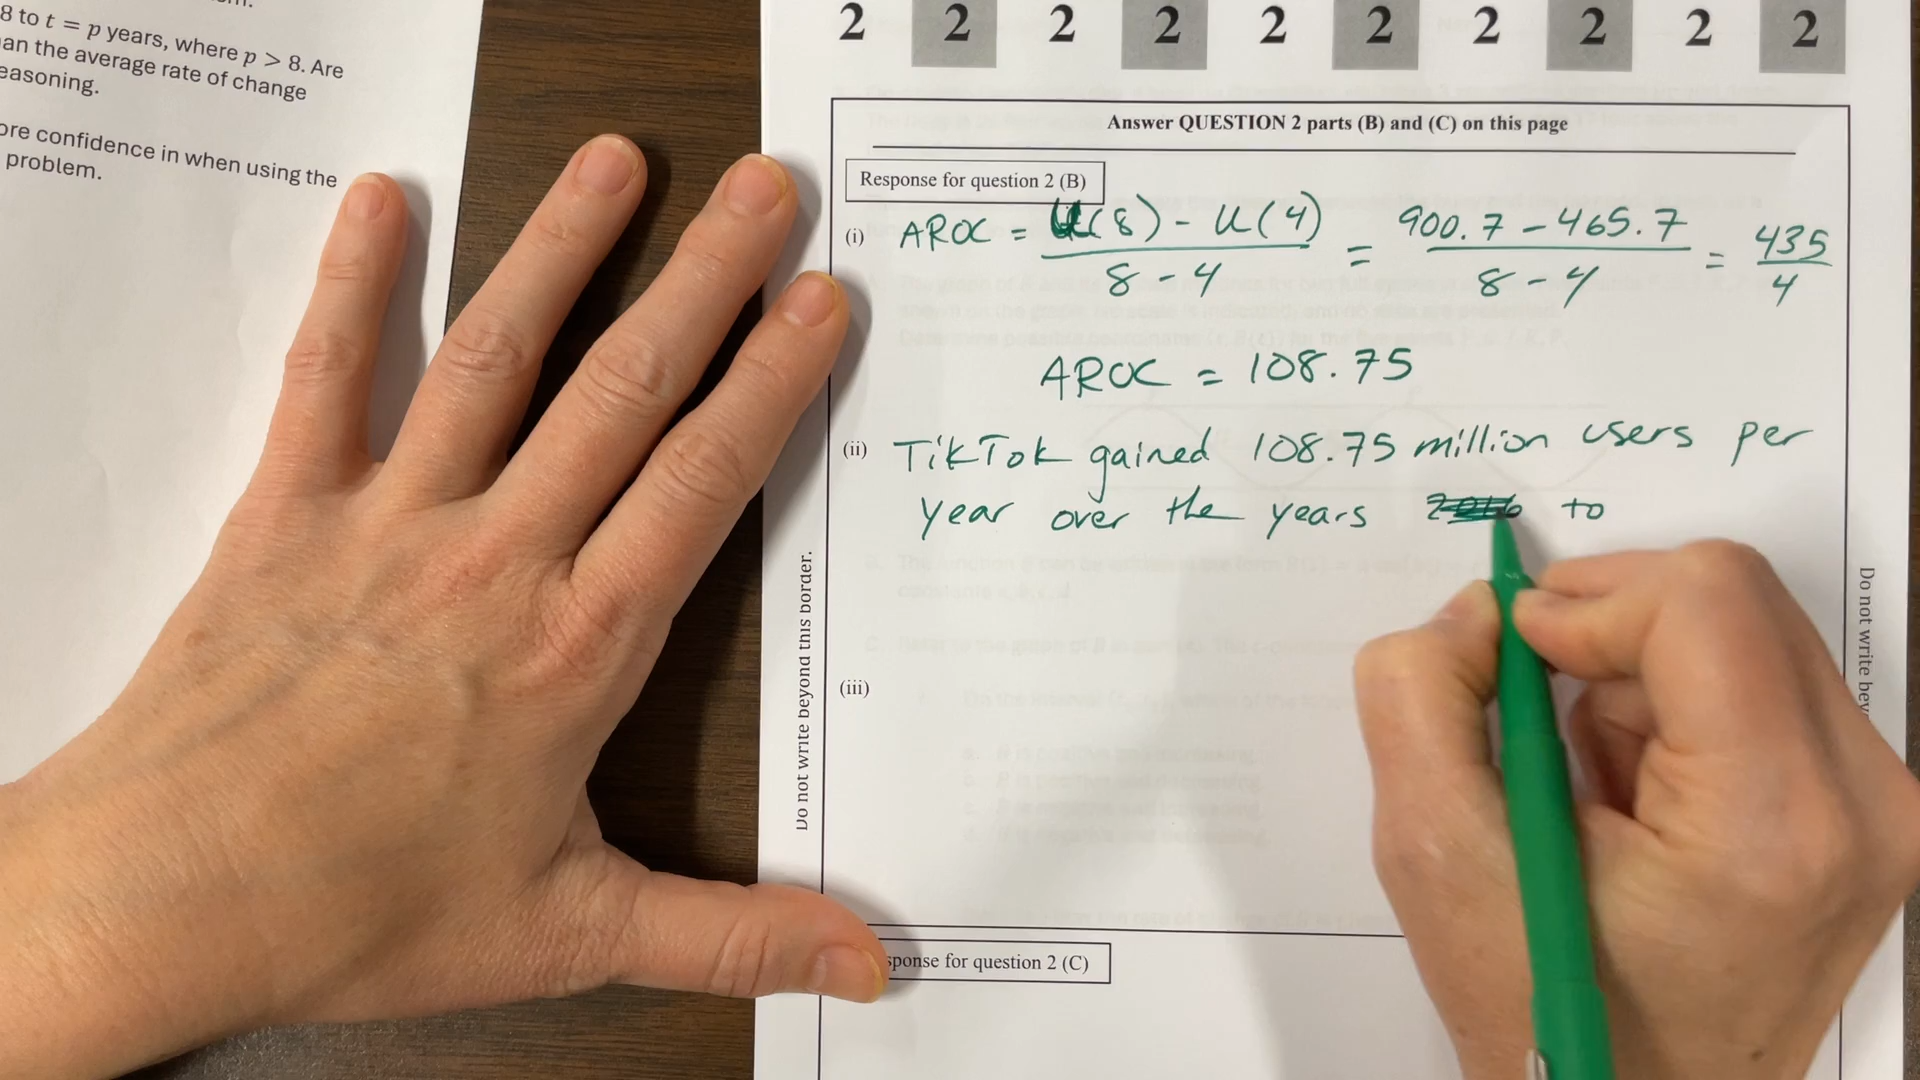 8 to t = p years, where p > 8. Are
an the average rate of change
easoning.
ore confidence in when using the
problem.
2 2 2 2 2 2 2 2 2 2
Answer QUESTION 2 parts (B) and (C) on this page
Response for question 2 (B)
(i) AROC = U(8) - U(4) / 8 - 4 = 900.7 - 465.7 / 8 - 4 = 435 / 4
AROC = 108.75
(ii) TikTok gained 108.75 million users per
year over the years 2016 to
(iii)
Do not write beyond this border.
Do not write bey
sponse for question 2 (C)